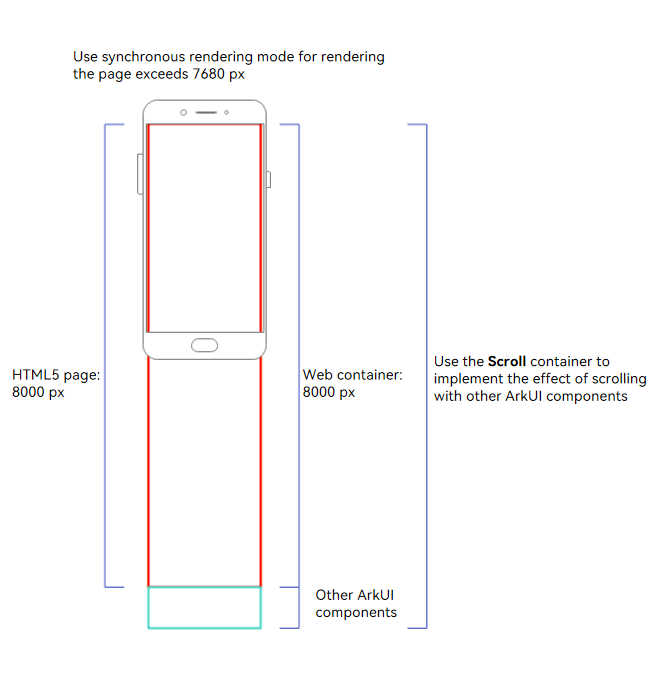 Use synchronous rendering mode for rendering
the page exceeds 7680 px
HTML5 page:
8000 px
Web container:
8000 px
Use the Scroll container to
implement the effect of scrolling
with other ArkUI components
Other ArkUI
components